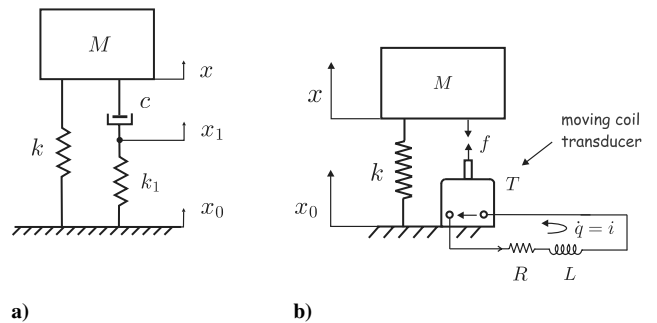 M
x
c
x₁
k
k₁
x₀
a)
M
x
f
moving coil
transducer
k
T
x₀
q̇ = i
R
L
b)